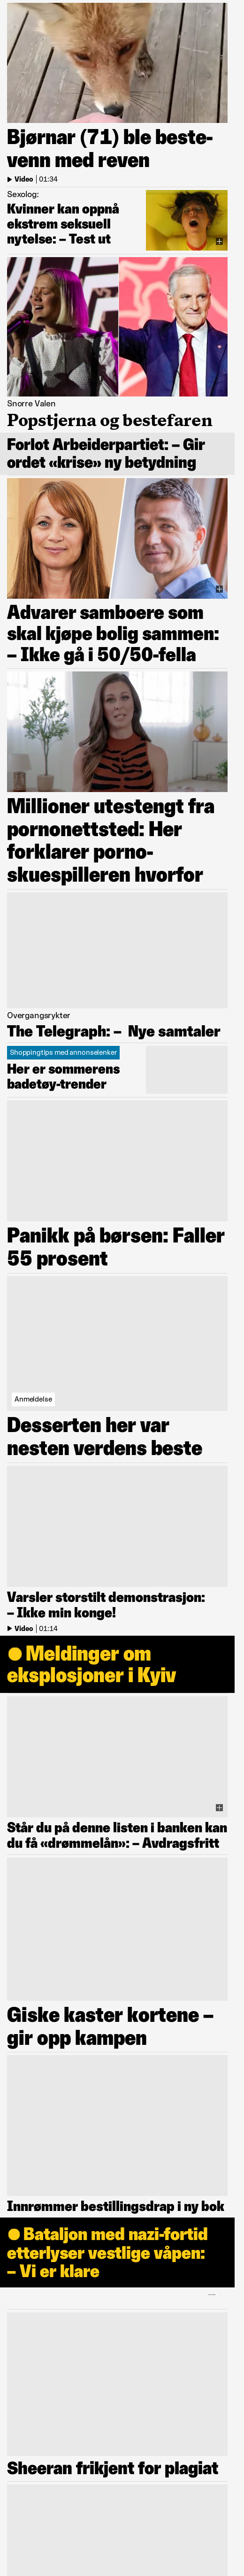 Bjørnar (71) ble beste-
venn med reven
Video | 01:34
Sexolog:
Kvinner kan oppnå
ekstrem seksuell
nytelse: – Test ut
Snorre Valen
Popstjerna og bestefaren
Forlot Arbeiderpartiet: – Gir
ordet «krise» ny betydning
Advarer samboere som
skal kjøpe bolig sammen:
– Ikke gå i 50/50-fella
Millioner utestengt fra
pornonettsted: Her
forklarer porno-
skuespilleren hvorfor
Overgangsrykter
The Telegraph: – Nye samtaler
Shoppingtips med annonselenker
Her er sommerens
badetøy-trender
Panikk på børsen: Faller
55 prosent
Anmeldelse
Desserten her var
nesten verdens beste
Varsler storstilt demonstrasjon:
– Ikke min konge!
Video | 01:14
Meldinger om
eksplosjoner i Kyiv
Står du på denne listen i banken kan
du få «drømmelån»: – Avdragsfritt
Giske kaster kortene –
gir opp kampen
Innrømmer bestillingsdrap i ny bok
Bataljon med nazi-fortid
etterlyser vestlige våpen:
– Vi er klare
Sheeran frikjent for plagiat